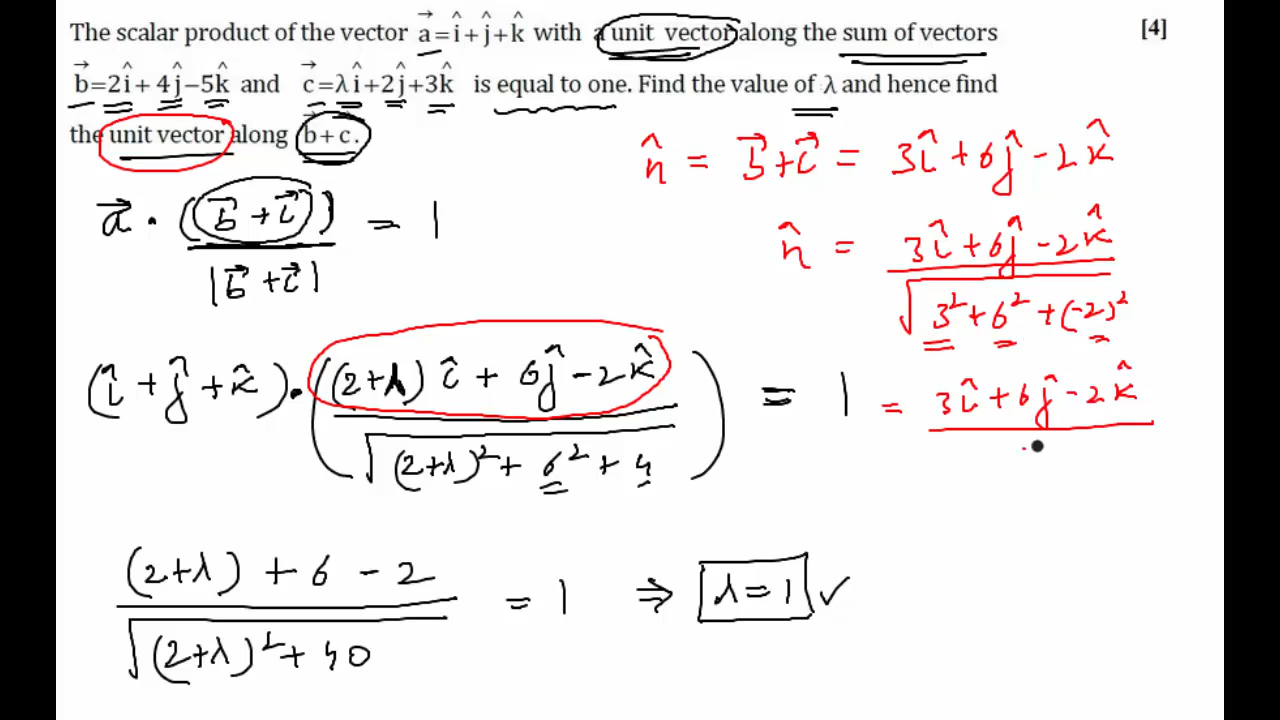 The scalar product of the vector a⃗=î+ĵ+k̂ with a unit vector along the sum of vectors [4]
b⃗=2î+4ĵ−5k̂ and c⃗=λî+2ĵ+3k̂ is equal to one. Find the value of λ and hence find
the unit vector along b⃗+c⃗.
n̂ = b⃗+c⃗ = 3î+6ĵ-2k̂
a⃗ · ((b⃗+c⃗)) = 1
|b⃗+c⃗|
n̂ = 3î+6ĵ-2k̂
√3²+6²+(-2)²
(î+ĵ+k̂)·((2+λ)î+6ĵ-2k̂) = 1
√(2+λ)²+6²+4
= 3î+6ĵ-2k̂
(2+λ)+6-2 = 1 ⇒ λ=1 ✓
√(2+λ)²+40